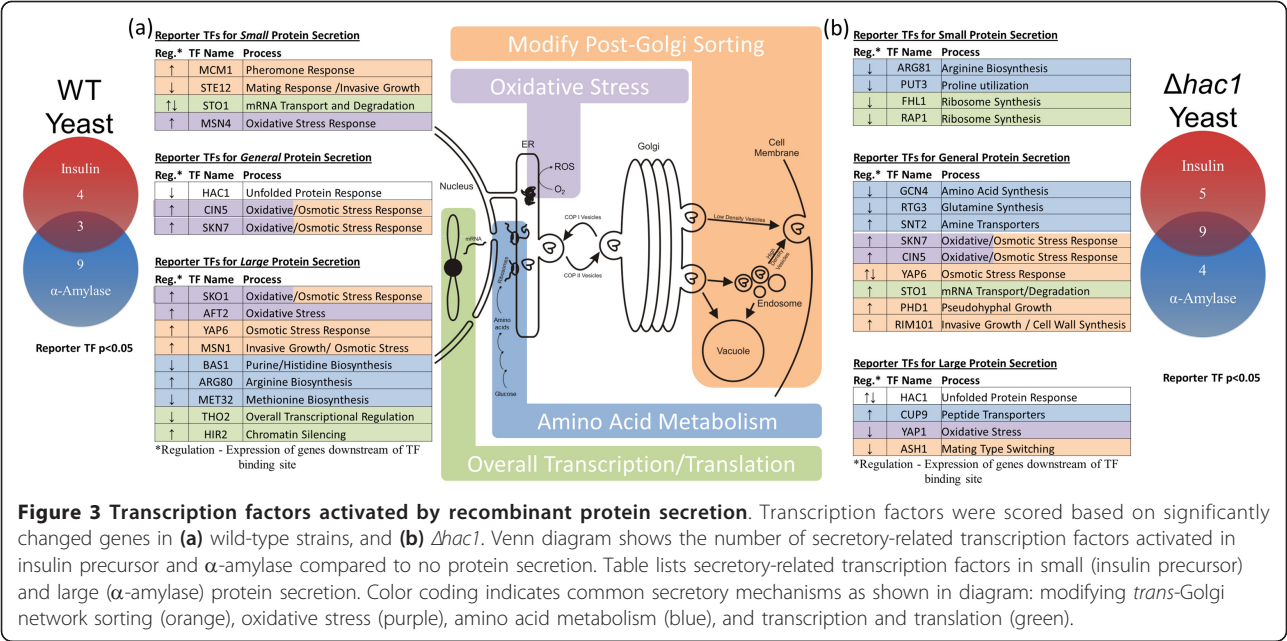 (a)
WT
Yeast
Insulin
4
3
9
α-Amylase
Reporter TF p<0.05
Reporter TFs for Small Protein Secretion
Reg.* TF Name Process
↑ MCM1 Pheromone Response
↓ STE12 Mating Response /Invasive Growth
↑↓ STO1 mRNA Transport and Degradation
↑ MSN4 Oxidative Stress Response
Reporter TFs for General Protein Secretion
Reg.* TF Name Process
↓ HAC1 Unfolded Protein Response
↑ CIN5 Oxidative/Osmotic Stress Response
↑ SKN7 Oxidative/Osmotic Stress Response
Reporter TFs for Large Protein Secretion
Reg.* TF Name Process
↑ SKO1 Oxidative/Osmotic Stress Response
↑ AFT2 Oxidative Stress
↑ YAP6 Osmotic Stress Response
↑ MSN1 Invasive Growth/ Osmotic Stress
↓ BAS1 Purine/Histidine Biosynthesis
↑ ARG80 Arginine Biosynthesis
↓ MET32 Methionine Biosynthesis
↓ THO2 Overall Transcriptional Regulation
↑ HIR2 Chromatin Silencing
*Regulation - Expression of genes downstream of TF
binding site
Modify Post-Golgi Sorting
Oxidative Stress
ER
ROS
O₂
Nucleus
mRNA
Ribosomes
Amino
acids
Glucose
COP I Vesicles
COP II Vesicles
Golgi
Cell
Membrane
Low Density Vesicles
High
Density
Vesicles
Endosome
Vacuole
Amino Acid Metabolism
Overall Transcription/Translation
(b)
Reporter TFs for Small Protein Secretion
Reg.* TF Name Process
↓ ARG81 Arginine Biosynthesis
↓ PUT3 Proline utilization
↓ FHL1 Ribosome Synthesis
↓ RAP1 Ribosome Synthesis
Reporter TFs for General Protein Secretion
Reg.* TF Name Process
↓ GCN4 Amino Acid Synthesis
↓ RTG3 Glutamine Synthesis
↑ SNT2 Amine Transporters
↑ SKN7 Oxidative/Osmotic Stress Response
↑ CIN5 Oxidative/Osmotic Stress Response
↑↓ YAP6 Osmotic Stress Response
↑ STO1 mRNA Transport/Degradation
↑ PHD1 Pseudohyphal Growth
↑ RIM101 Invasive Growth / Cell Wall Synthesis
Reporter TFs for Large Protein Secretion
Reg.* TF Name Process
↑↓ HAC1 Unfolded Protein Response
↑ CUP9 Peptide Transporters
↓ YAP1 Oxidative Stress
↓ ASH1 Mating Type Switching
*Regulation - Expression of genes downstream of TF
binding site
Δhac1
Yeast
Insulin
5
9
4
α-Amylase
Reporter TF p<0.05
Figure 3 Transcription factors activated by recombinant protein secretion. Transcription factors were scored based on significantly
changed genes in (a) wild-type strains, and (b) Δhac1. Venn diagram shows the number of secretory-related transcription factors activated in
insulin precursor and α-amylase compared to no protein secretion. Table lists secretory-related transcription factors in small (insulin precursor)
and large (α-amylase) protein secretion. Color coding indicates common secretory mechanisms as shown in diagram: modifying trans-Golgi
network sorting (orange), oxidative stress (purple), amino acid metabolism (blue), and transcription and translation (green).